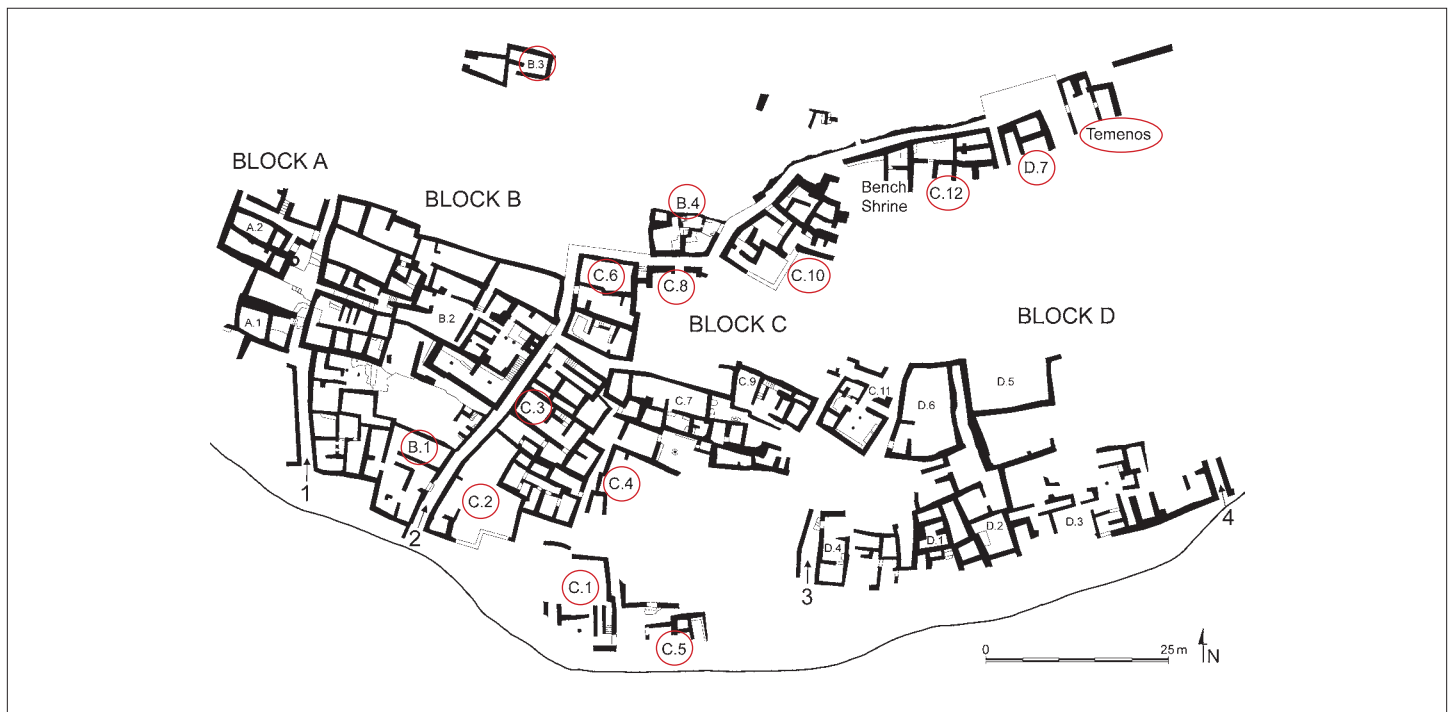 B.3
BLOCK A
BLOCK B
Temenos
D.7
Bench
Shrine
C.12
B.4
A.2
C.6
C.8
C.10
BLOCK C
BLOCK D
A.1
B.2
C.9
C.7
C.11
D.6
D.5
C.3
B.1
C.2
C.4
1
2
D.4
D.1
D.2
D.3
3
4
C.1
C.5
0
25 m
N